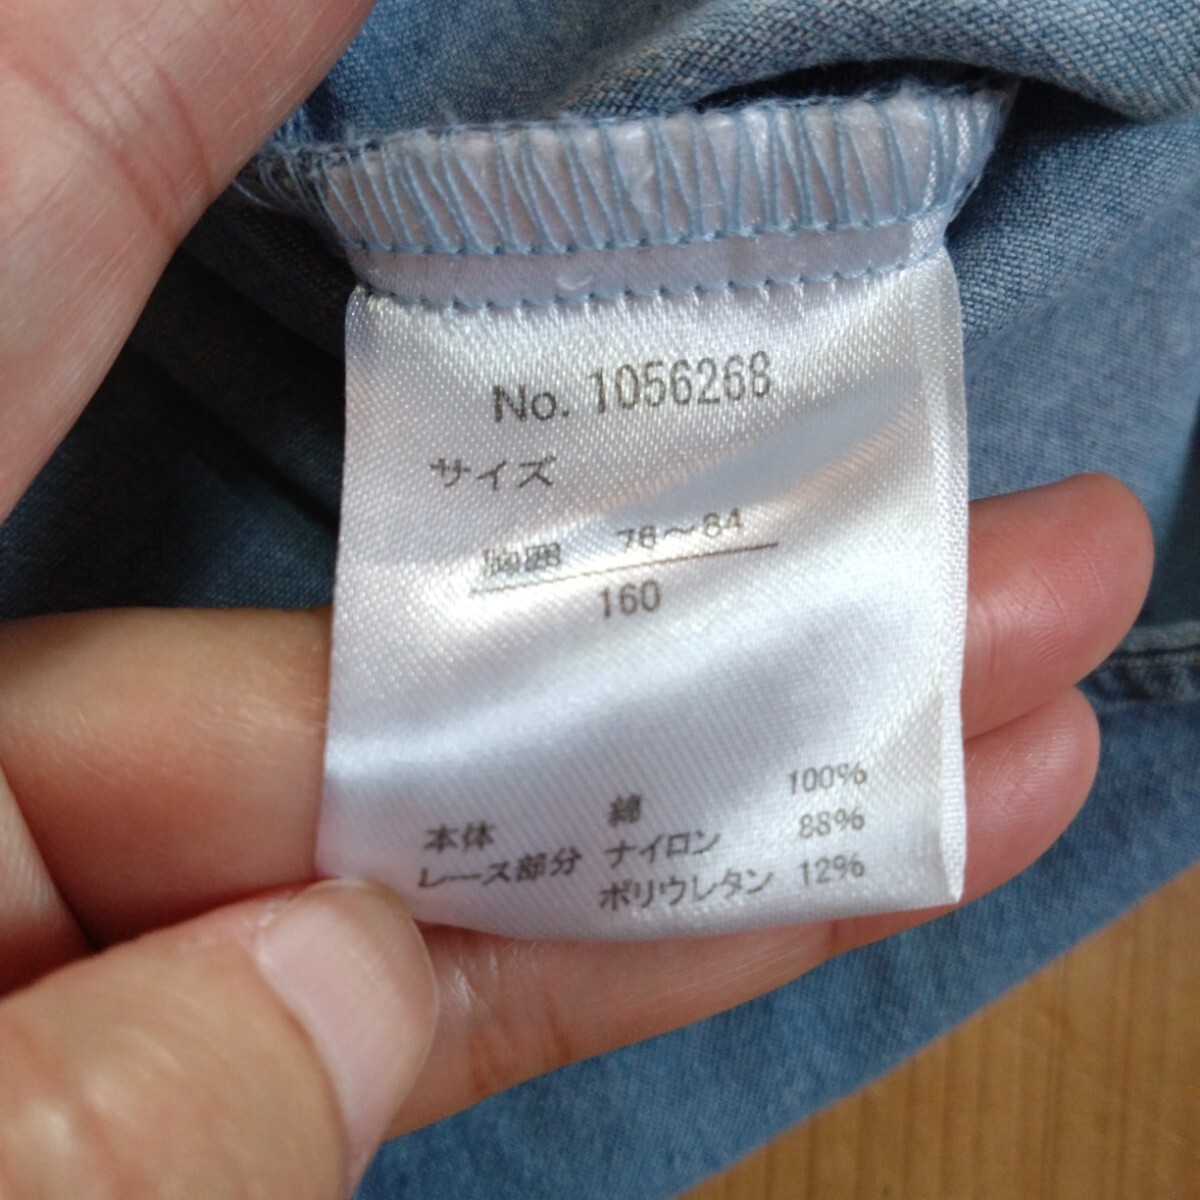 No. 1056268
サイズ
胸囲 76～84
160
本体 綿 100%
レース部分 ナイロン 88%
ポリウレタン 12%